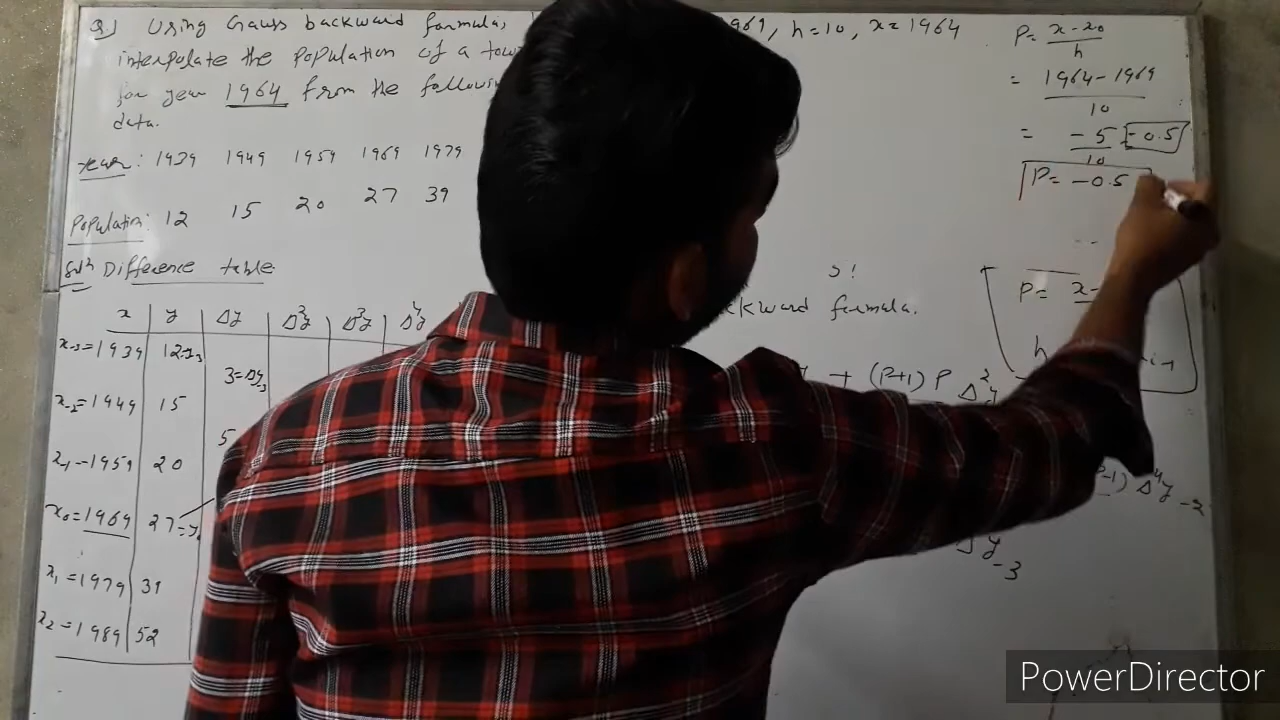 Q) Using Gauss backward formula,
1969, h=10, x=1964
interpolate the population of a town
for year 1964 from the following
data.
Year: 1939 1949 1959 1969 1979
Population: 12 15 20 27 39
Solⁿ Difference table
x y Δy Δ²y Δ³y Δ⁴y
x₋₃=1939 12=y₋₃
3=Δy₋₃
x₋₂=1949 15
5
x₋₁=1959 20
x₀=1969 27=y₀
x₁=1979 39
x₂=1989 52
P= x-x₀
h
= 1964-1969
10
= -5 = -0.5
10
P= -0.5
5!
backward formula.
P= x-
h
+ (P+1) P Δ²y
P-1) Δ⁴y₋₂
Δ y₋₃
PowerDirector